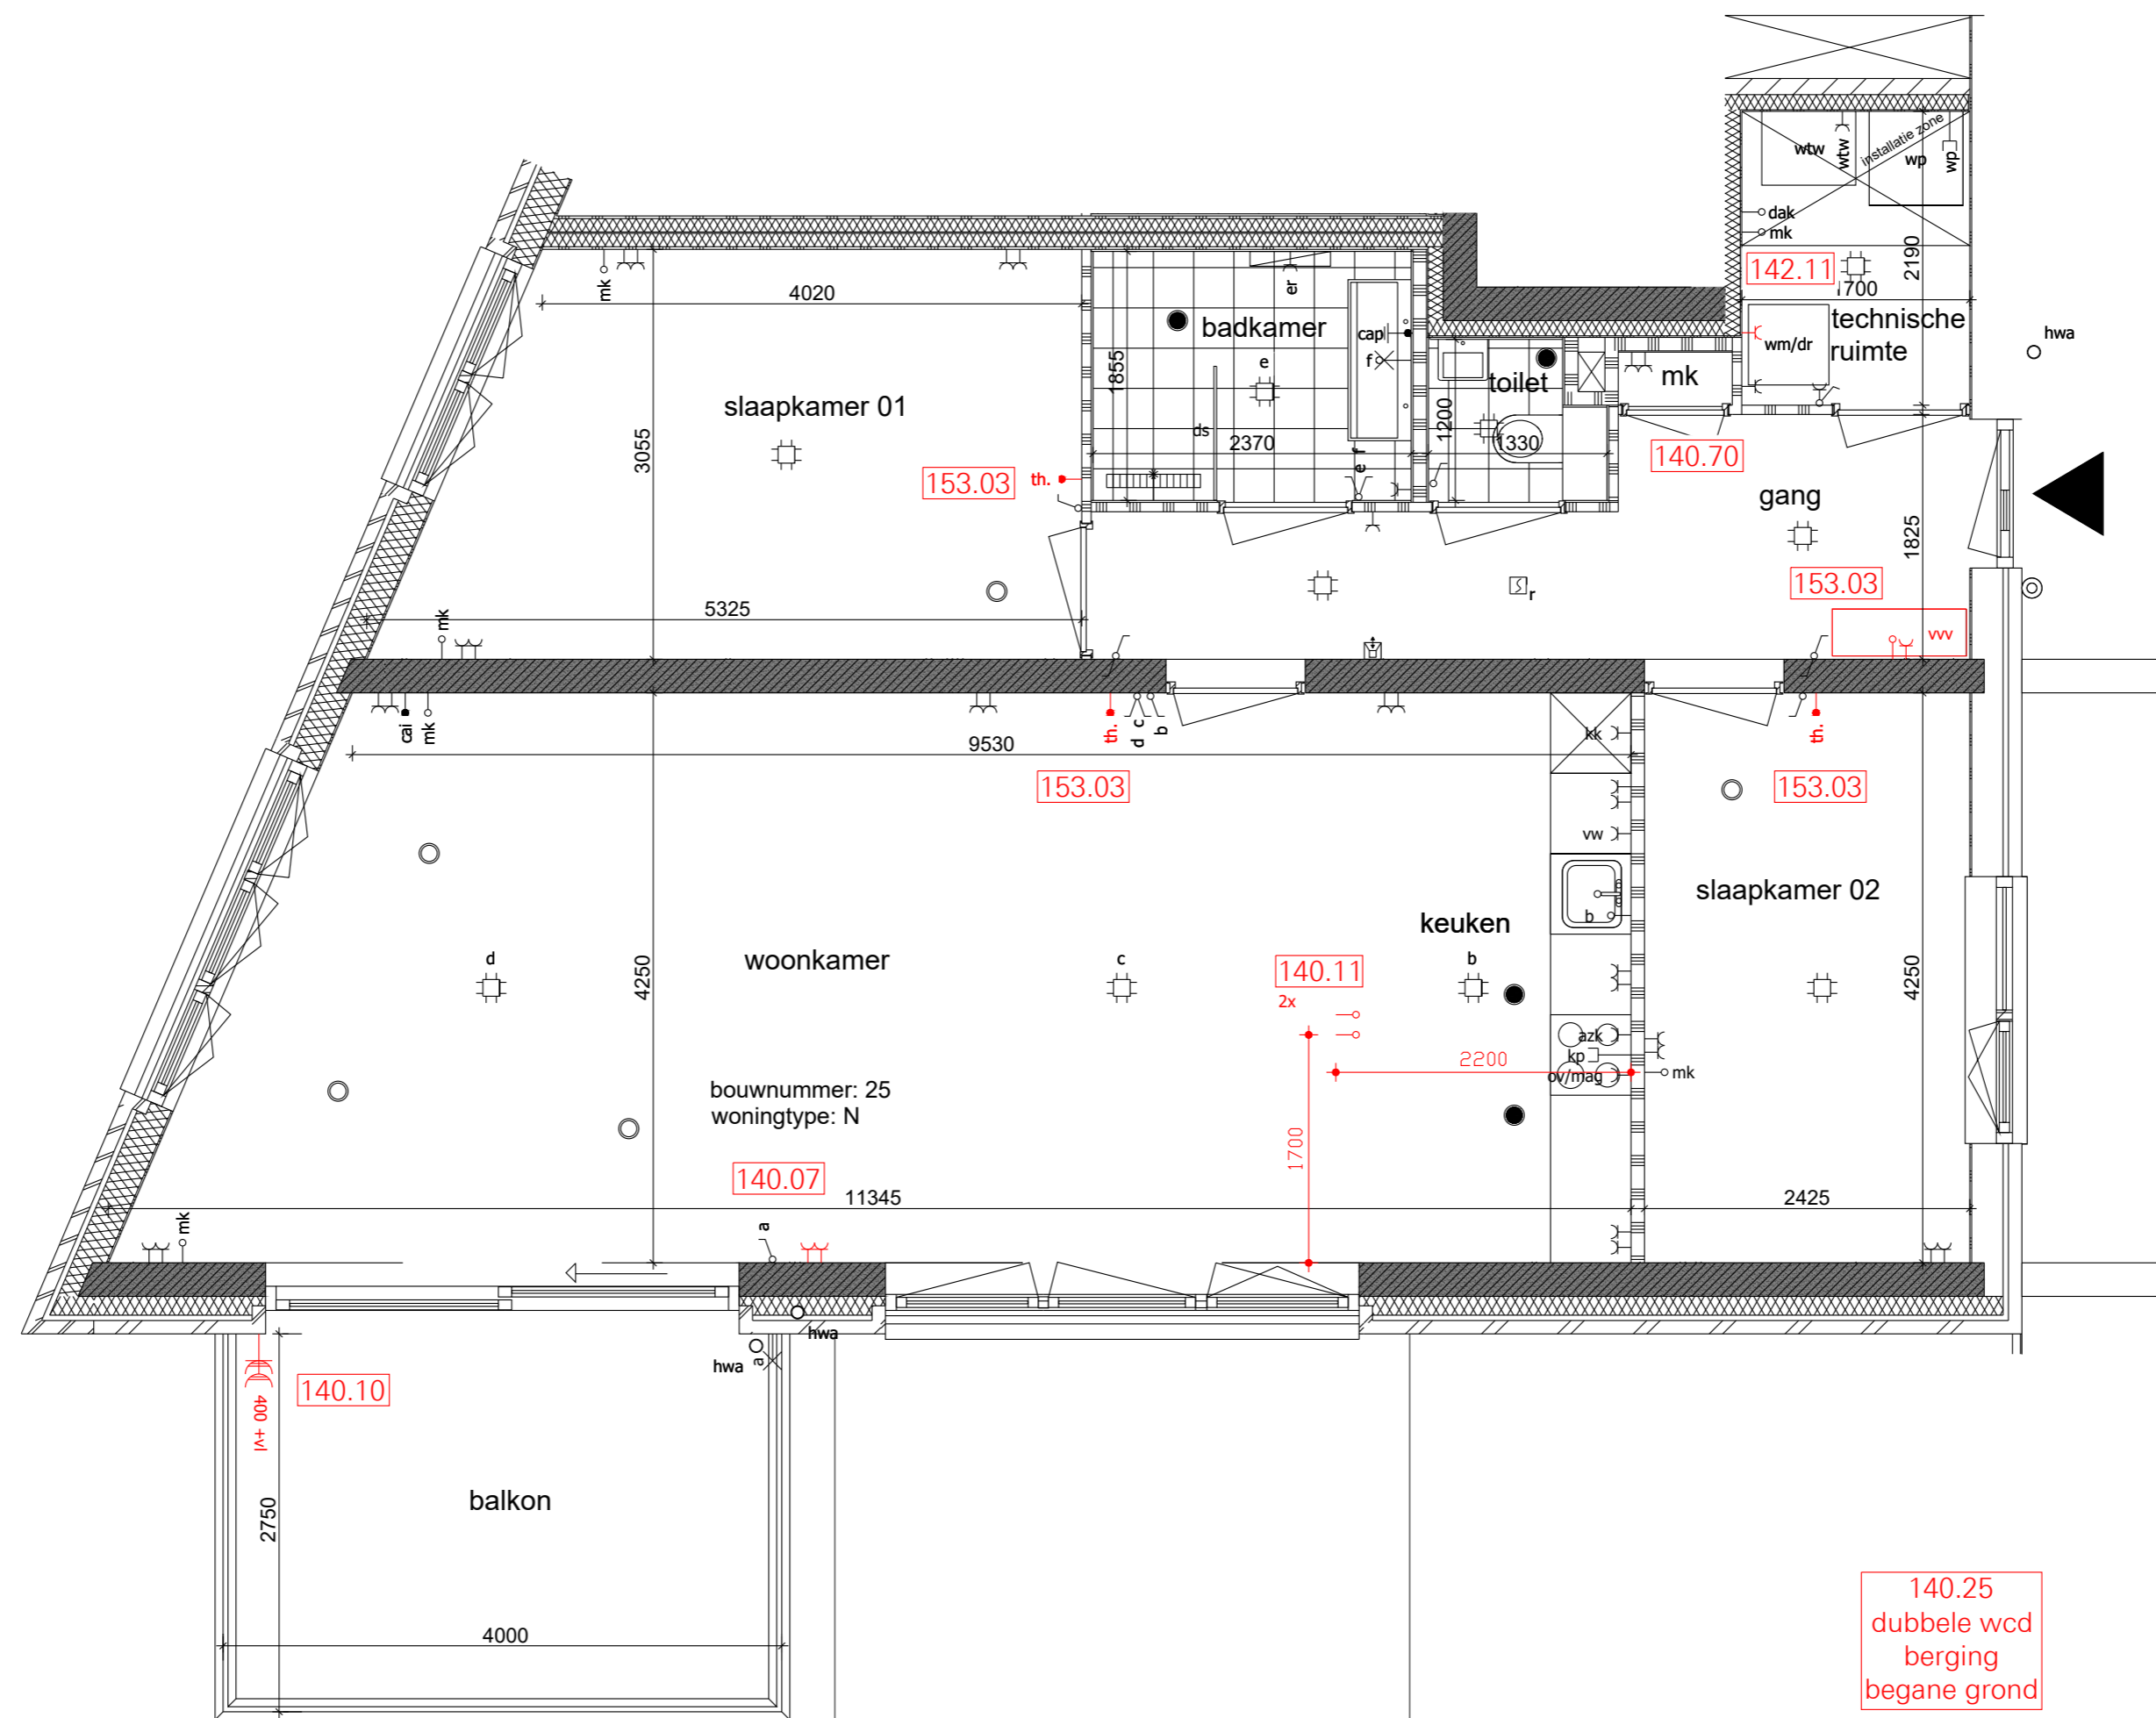 wtw
wtw
installatie zone
wp
wp
dak
mk
142.11
2190
1700
technische
ruimte
wm/dr
hwa
mk
4020
er
badkamer
cap
f
e
1855
toilet
mk
slaapkamer 01
3055
ds
2370
1200
1330
140.70
153.03
th.
e f
gang
1825
153.03
5325
r
vvv
mk
cai
mk
th.
d c
b
th.
9530
kk
153.03
153.03
vw
slaapkamer 02
b
keuken
woonkamer
d
c
b
4250
4250
140.11
2x
azk
kp
ov/mag
2200
mk
bouwnummer: 25
woningtype: N
1700
140.07
11345
2425
mk
a
hwa
hwa
a
140.10
400 +vl
balkon
2750
4000
140.25
dubbele wcd
berging
begane grond